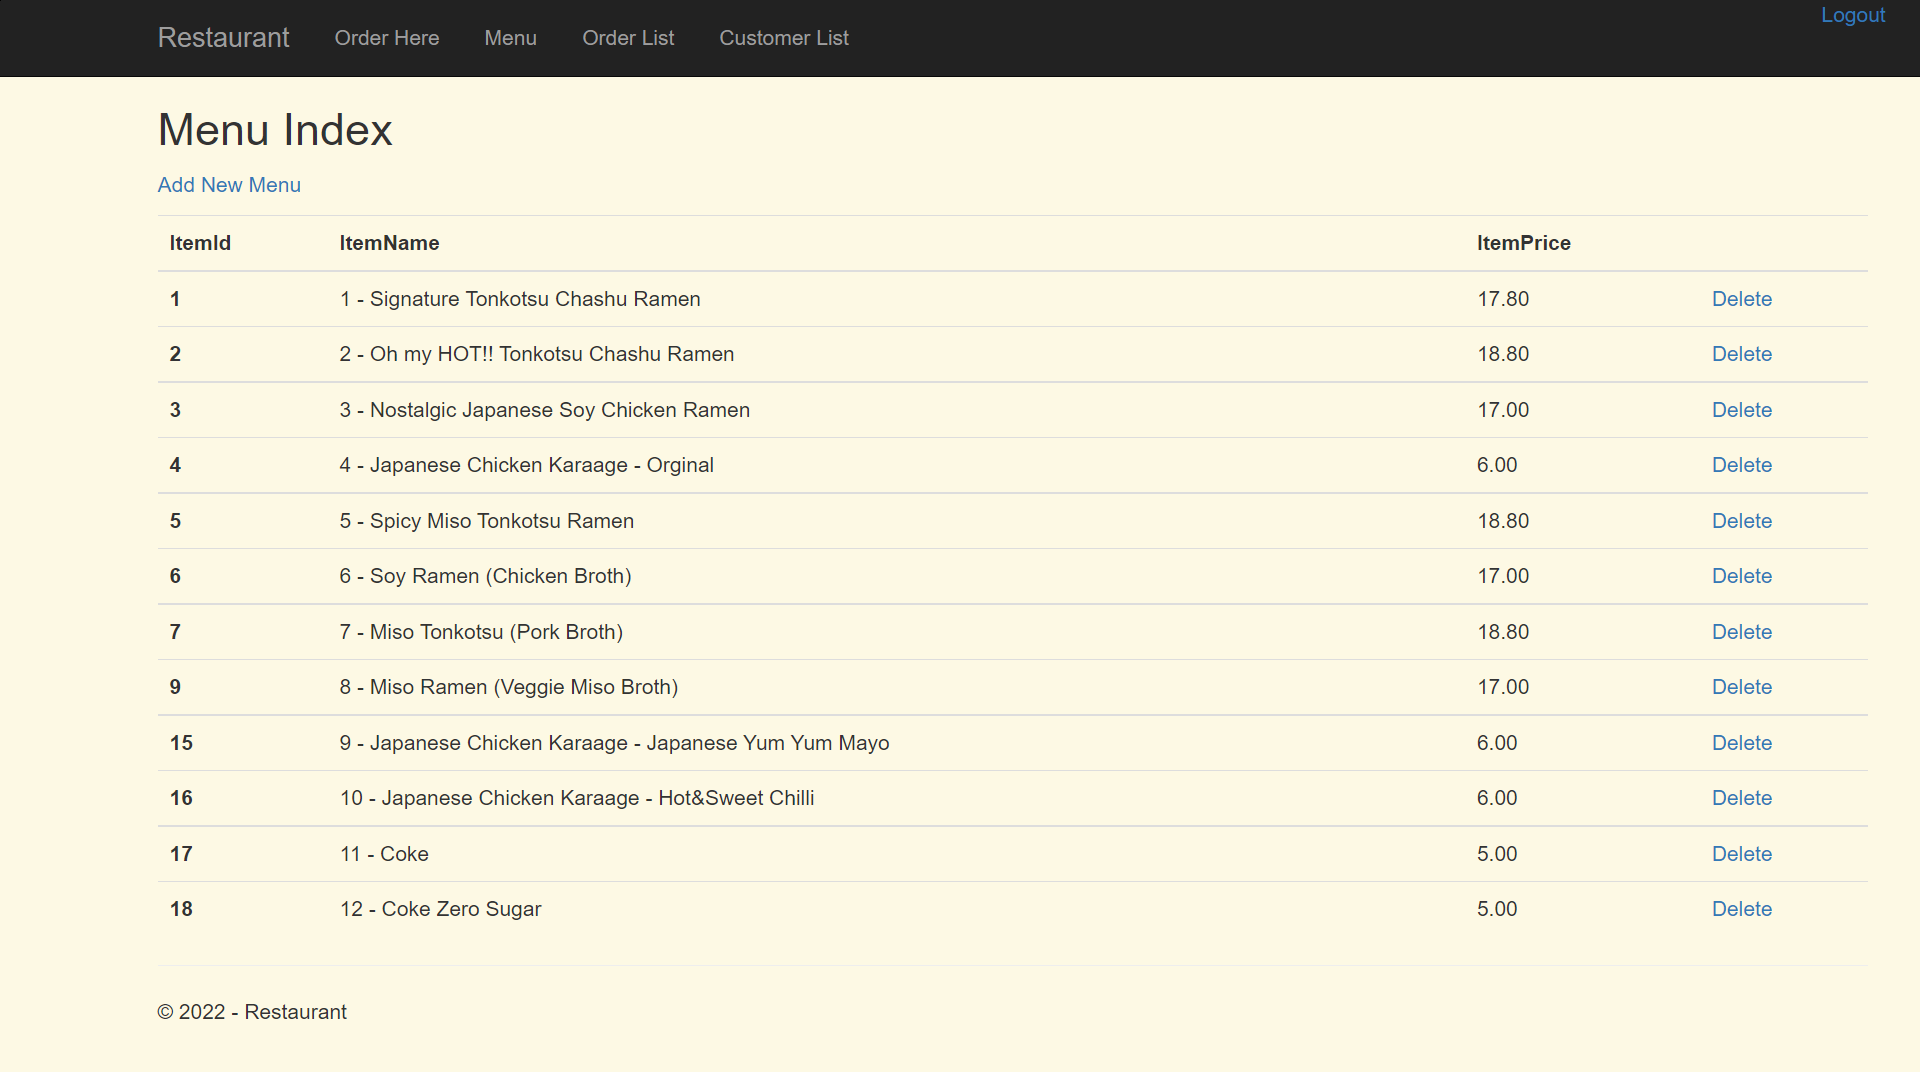 Restaurant Order Here Menu Order List Customer List Logout
Menu Index
Add New Menu
ItemId ItemName ItemPrice
1 1 - Signature Tonkotsu Chashu Ramen 17.80 Delete
2 2 - Oh my HOT!! Tonkotsu Chashu Ramen 18.80 Delete
3 3 - Nostalgic Japanese Soy Chicken Ramen 17.00 Delete
4 4 - Japanese Chicken Karaage - Orginal 6.00 Delete
5 5 - Spicy Miso Tonkotsu Ramen 18.80 Delete
6 6 - Soy Ramen (Chicken Broth) 17.00 Delete
7 7 - Miso Tonkotsu (Pork Broth) 18.80 Delete
9 8 - Miso Ramen (Veggie Miso Broth) 17.00 Delete
15 9 - Japanese Chicken Karaage - Japanese Yum Yum Mayo 6.00 Delete
16 10 - Japanese Chicken Karaage - Hot&Sweet Chilli 6.00 Delete
17 11 - Coke 5.00 Delete
18 12 - Coke Zero Sugar 5.00 Delete
© 2022 - Restaurant